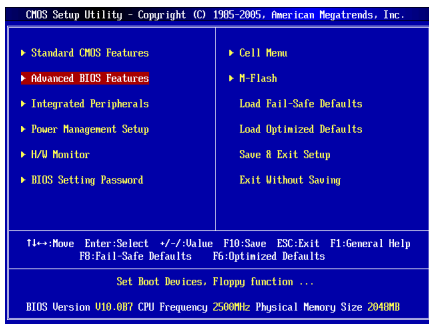 CMOS Setup Utility - Copyright (C) 1985-2005, American Megatrends, Inc.
Standard CMOS Features
Advanced BIOS Features
Integrated Peripherals
Power Management Setup
H/W Monitor
BIOS Setting Password
Cell Menu
M-Flash
Load Fail-Safe Defaults
Load Optimized Defaults
Save & Exit Setup
Exit Without Saving
↑↓←→:Move Enter:Select +/-/:Value F10:Save ESC:Exit F1:General Help
F8:Fail-Safe Defaults F6:Optimized Defaults
Set Boot Devices, Floppy function ...
BIOS Version V10.0B7 CPU Frequency 2500MHz Physical Memory Size 2048MB